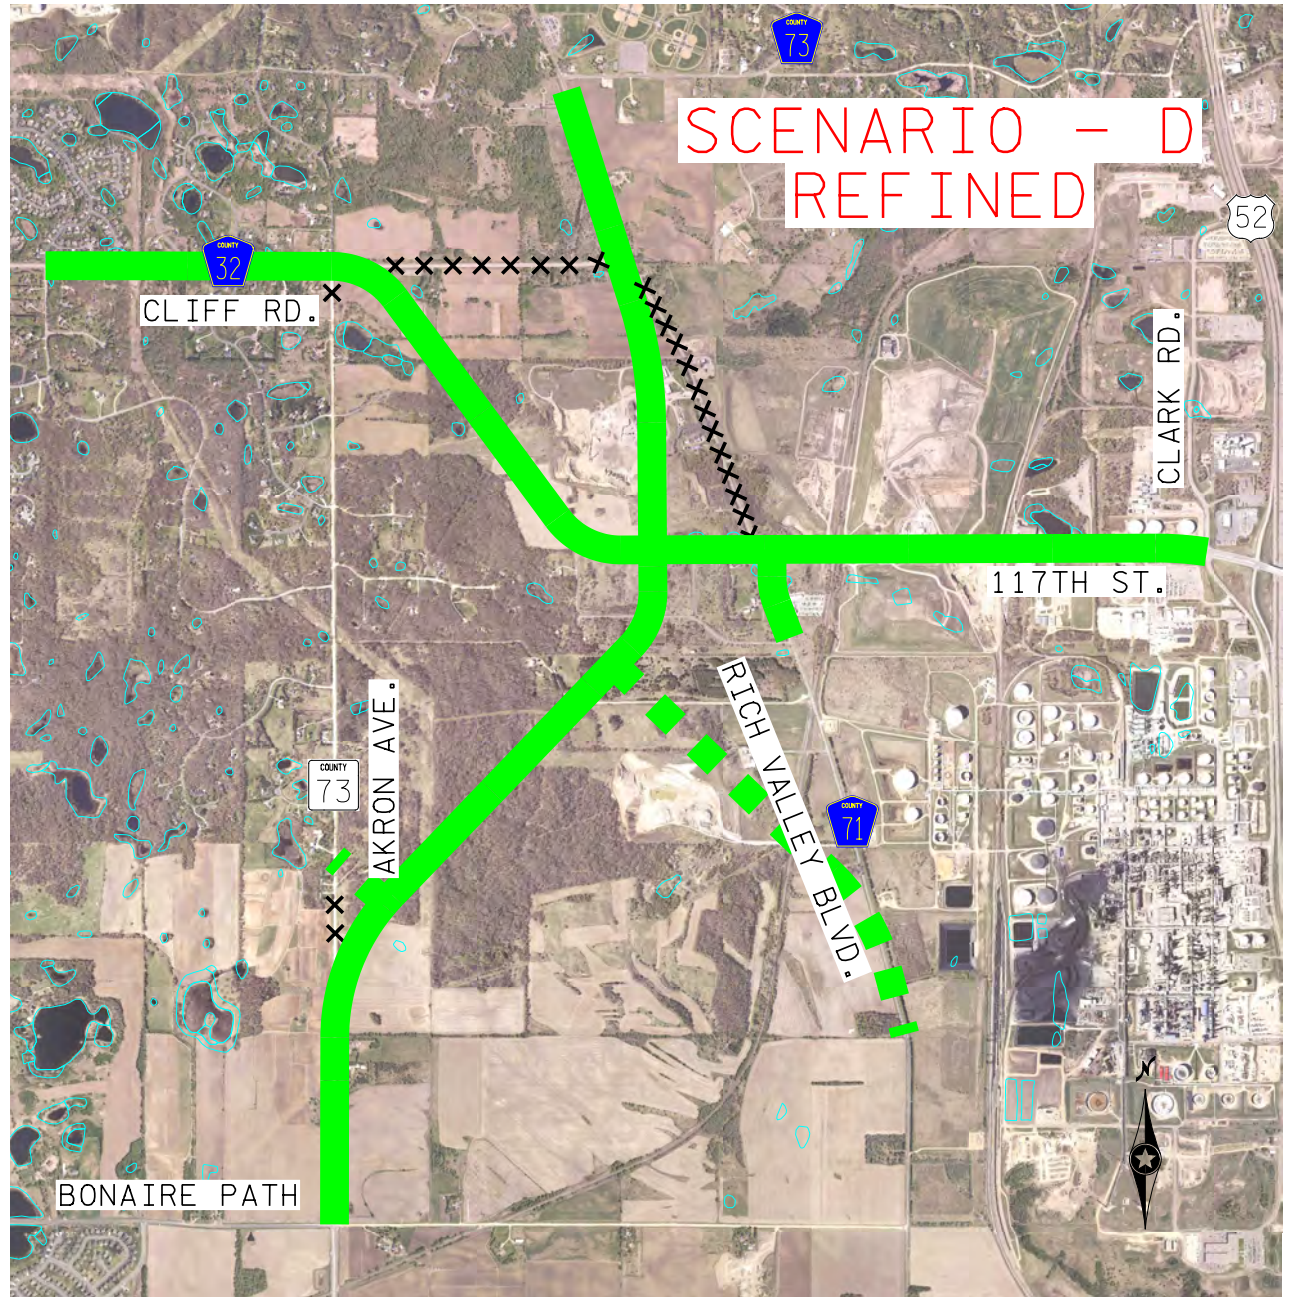 COUNTY
73
SCENARIO - D
REFINED
52
COUNTY
32
CLIFF RD.
CLARK RD.
117TH ST.
RICH VALLEY BLVD.
AKRON AVE.
COUNTY
73
COUNTY
71
N
BONAIRE PATH